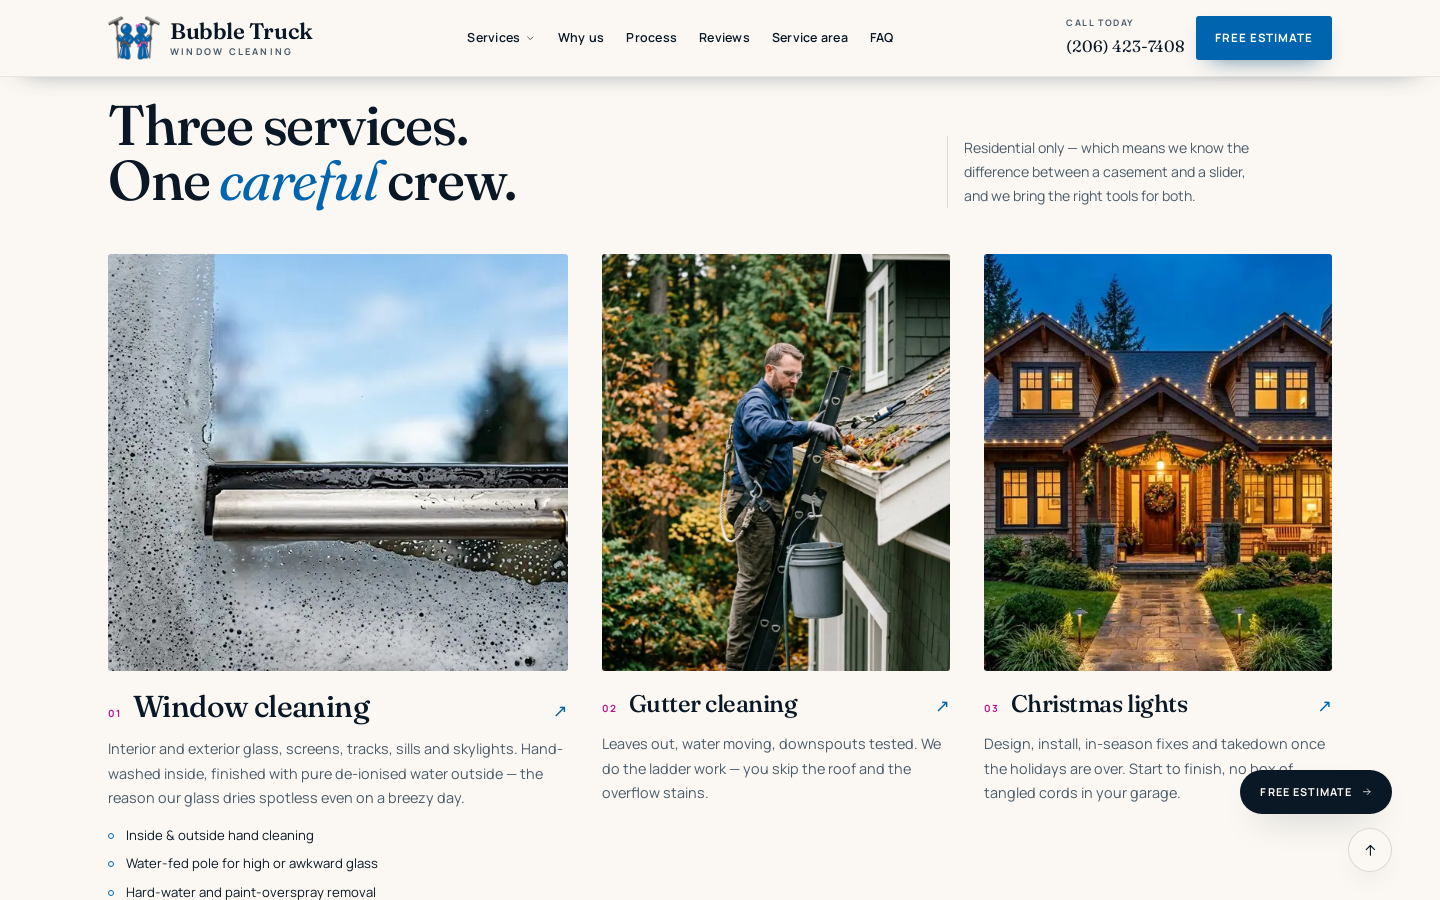 Bubble Truck
WINDOW CLEANING
Services
Why us
Process
Reviews
Service area
FAQ
CALL TODAY
(206) 423-7408
FREE ESTIMATE
Three services.
One careful crew.
Residential only — which means we know the
difference between a casement and a slider,
and we bring the right tools for both.
01 Window cleaning ↗
Interior and exterior glass, screens, tracks, sills and skylights. Hand-
washed inside, finished with pure de-ionised water outside — the
reason our glass dries spotless even on a breezy day.
Inside & outside hand cleaning
Water-fed pole for high or awkward glass
Hard-water and paint-overspray removal
02 Gutter cleaning ↗
Leaves out, water moving, downspouts tested. We
do the ladder work — you skip the roof and the
overflow stains.
03 Christmas lights ↗
Design, install, in-season fixes and takedown once
the holidays are over. Start to finish, no box of
tangled cords in your garage.
FREE ESTIMATE →
↑